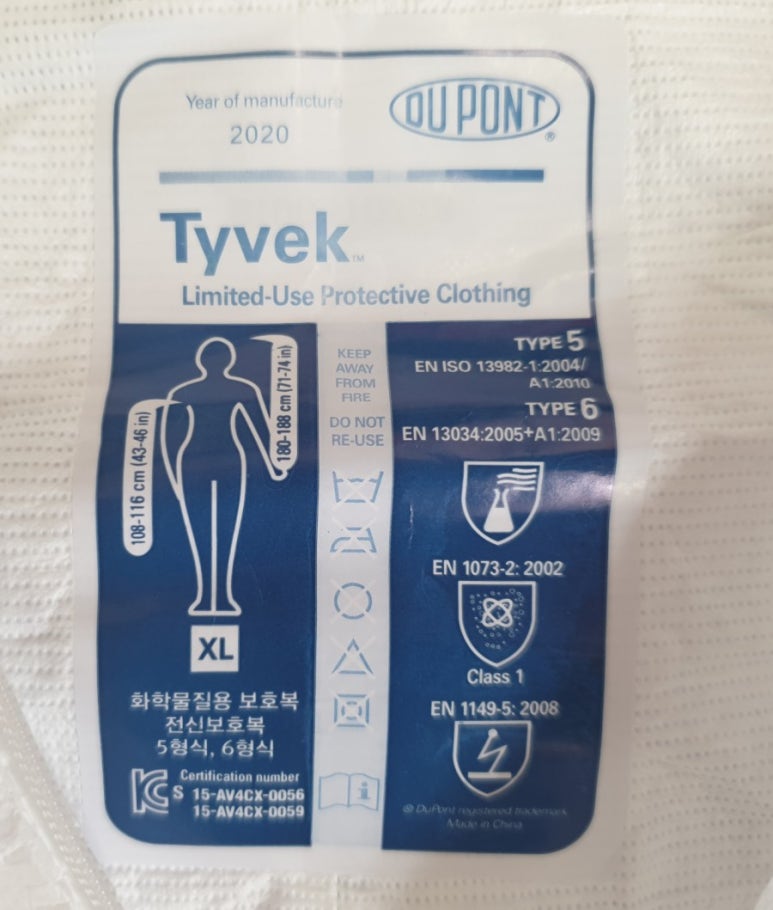 Year of manufacture
2020
DU PONT
®
Tyvek™
Limited-Use Protective Clothing
108-116 cm (43-46 in)
180-188 cm (71-74 in)
XL
화학물질용 보호복
전신보호복
5형식, 6형식
KC s
Certification number
15-AV4CX-0056
15-AV4CX-0059
KEEP
AWAY
FROM
FIRE
DO NOT
RE-USE
i
TYPE 5
EN ISO 13982-1:2004/
A1:2010
TYPE 6
EN 13034:2005+A1:2009
EN 1073-2: 2002
Class 1
EN 1149-5: 2008
® DuPont registered trademark
Made in China